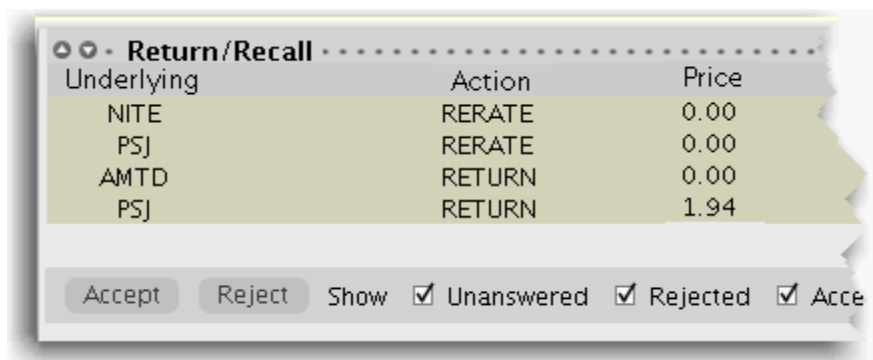 Return/Recall
Underlying Action Price
NITE RERATE 0.00
PSJ RERATE 0.00
AMTD RETURN 0.00
PSJ RETURN 1.94
Accept Reject Show Unanswered Rejected Acce